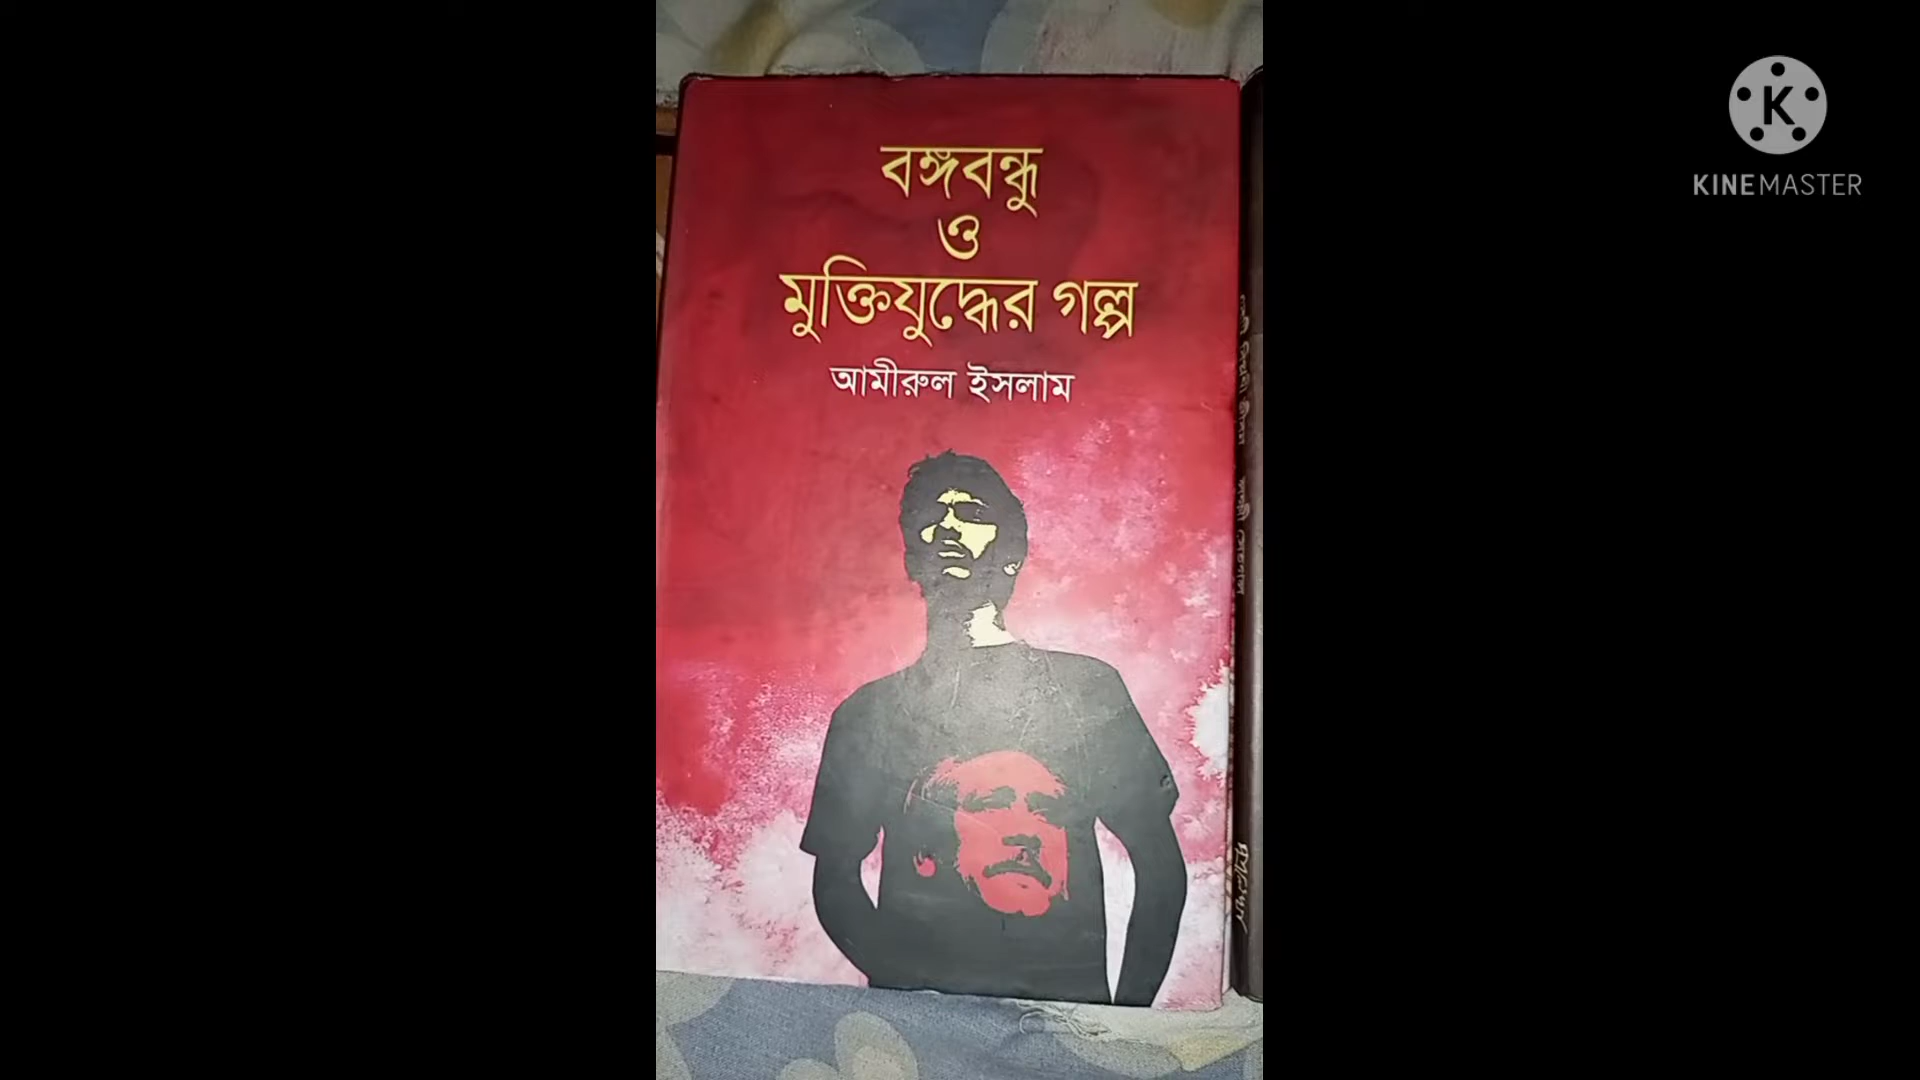 বঙ্গবন্ধু
ও
মুক্তিযুদ্ধের গল্প
আমীরুল ইসলাম
KINEMASTER